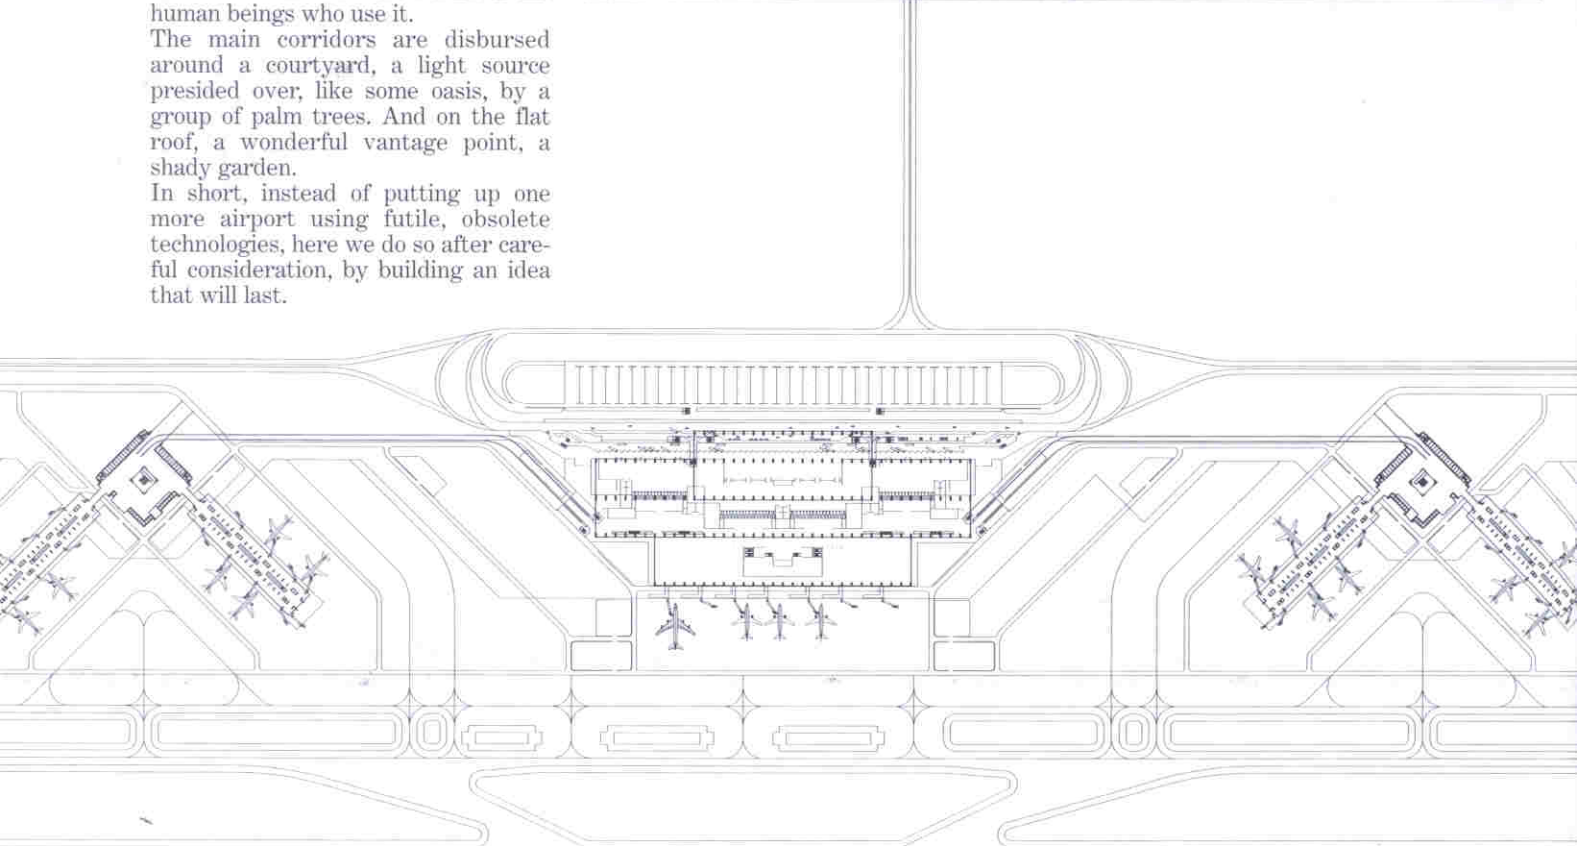 human beings who use it.
The main corridors are disbursed
around a courtyard, a light source
presided over, like some oasis, by a
group of palm trees. And on the flat
roof, a wonderful vantage point, a
shady garden.
In short, instead of putting up one
more airport using futile, obsolete
technologies, here we do so after care-
ful consideration, by building an idea
that will last.